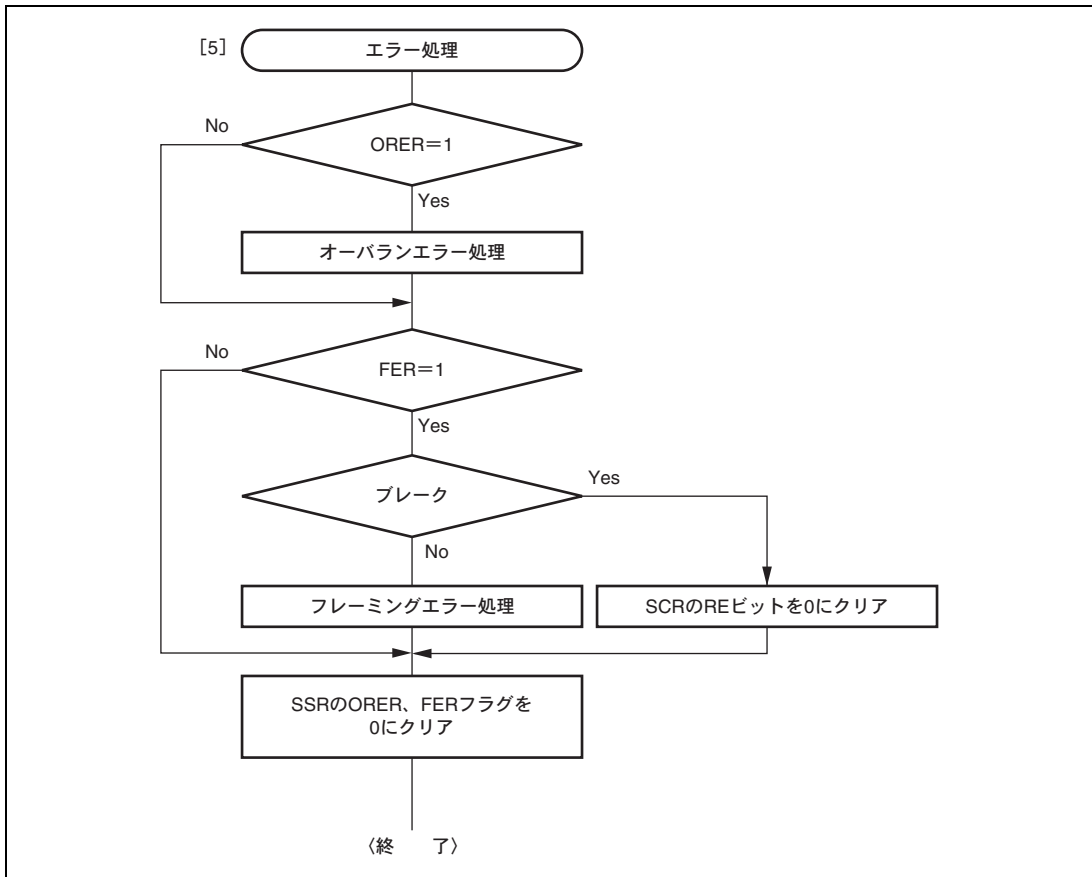 [5] エラー処理
No
ORER＝1
Yes
オーバランエラー処理
No
FER＝1
Yes
ブレーク
Yes
No
フレーミングエラー処理
SCRのREビットを0にクリア
SSRのORER、FERフラグを
0にクリア
〈終　了〉